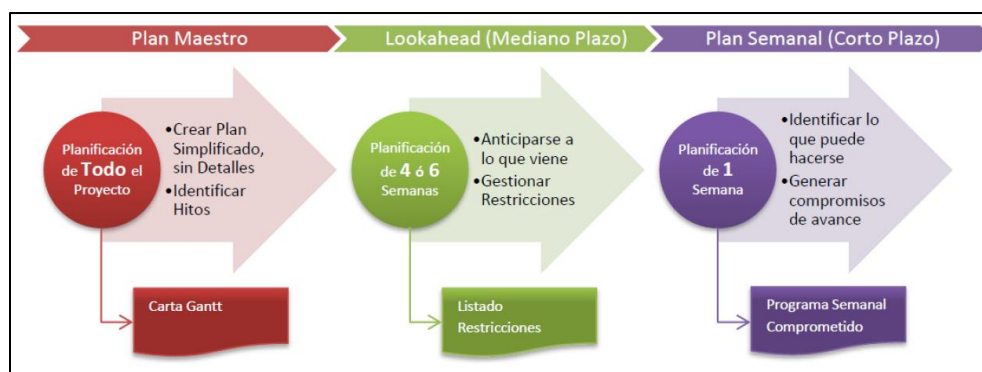 Plan Maestro
Lookahead (Mediano Plazo)
Plan Semanal (Corto Plazo)
Planificación
de Todo el
Proyecto
•Crear Plan
Simplificado,
sin Detalles
•Identificar
Hitos
Carta Gantt
Planificación
de 4 ó 6
Semanas
•Anticiparse a
lo que viene
•Gestionar
Restricciones
Listado
Restricciones
Planificación
de 1
Semana
•Identificar lo
que puede
hacerse
•Generar
compromisos
de avance
Programa Semanal
Comprometido